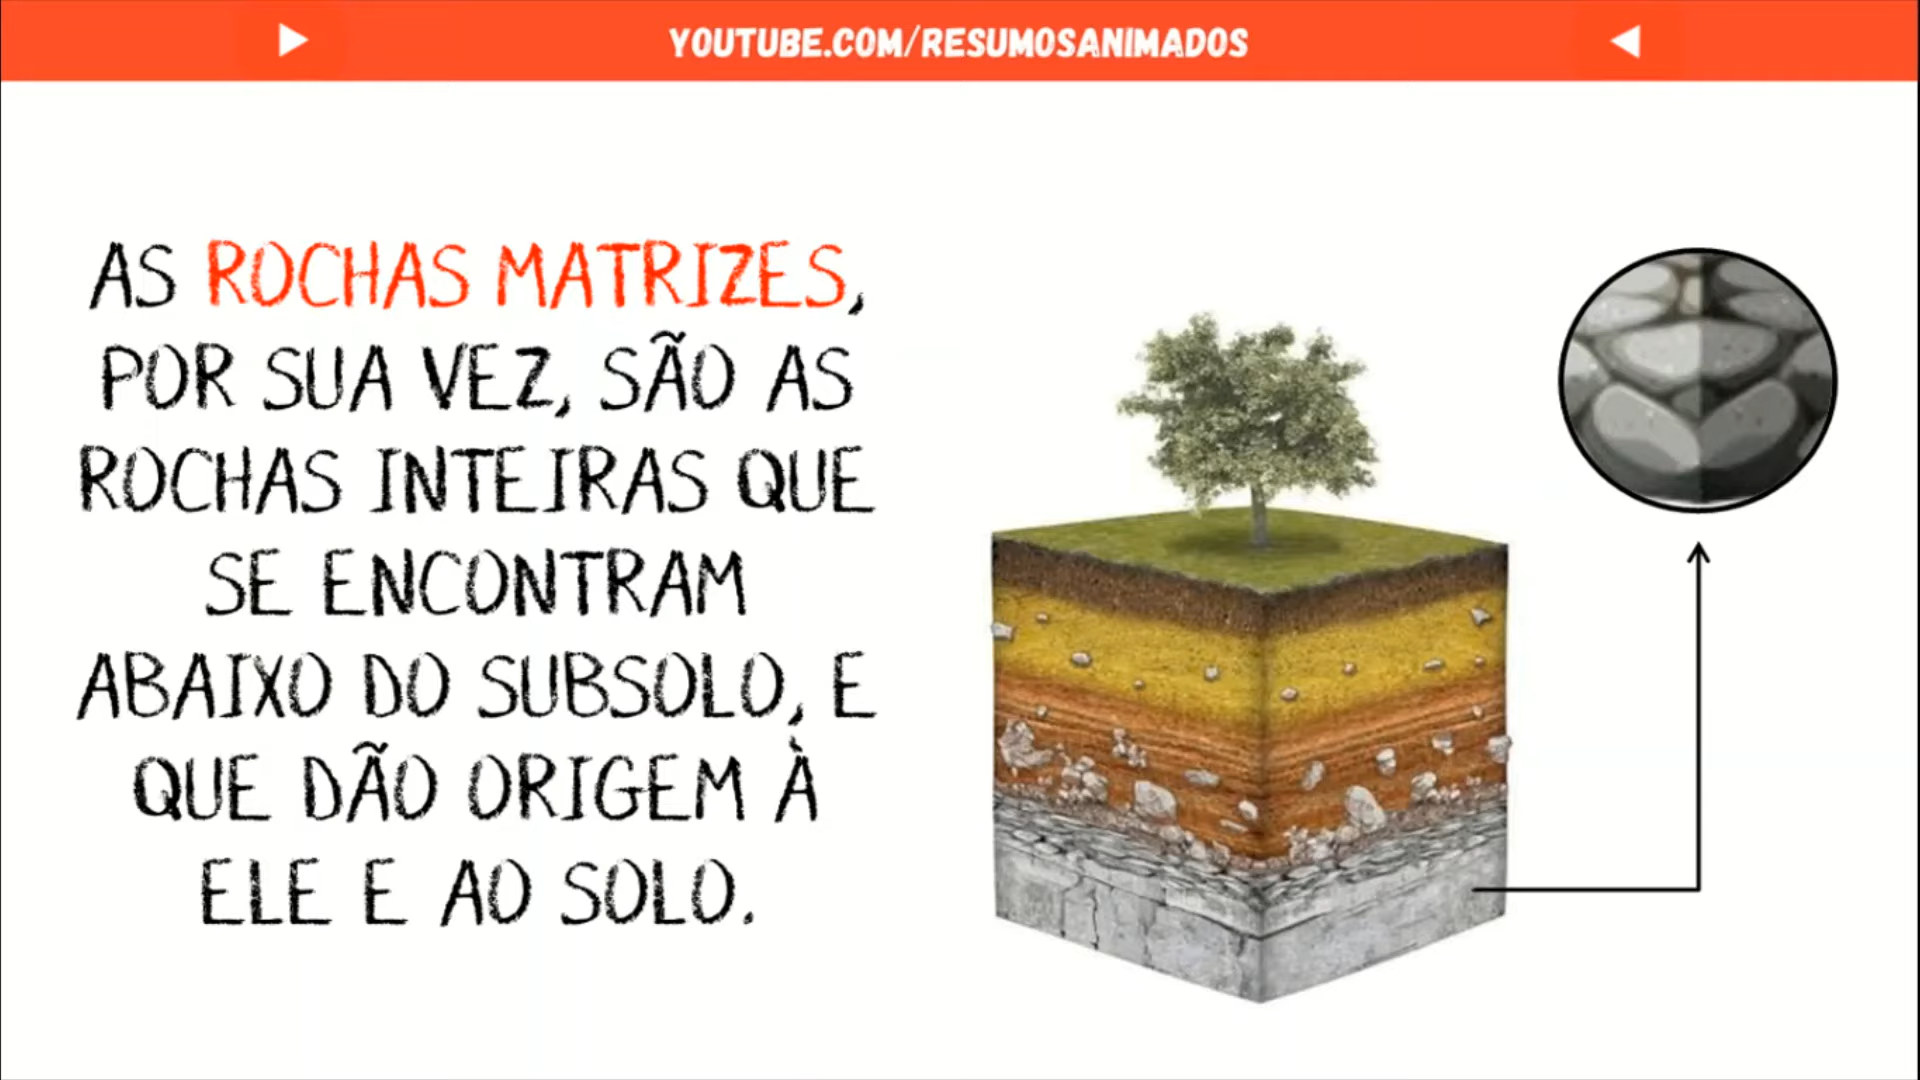 YOUTUBE.COM/RESUMOSANIMADOS
AS ROCHAS MATRIZES,
POR SUA VEZ, SÃO AS
ROCHAS INTEIRAS QUE
SE ENCONTRAM
ABAIXO DO SUBSOLO, E
QUE DÃO ORIGEM À
ELE E AO SOLO.